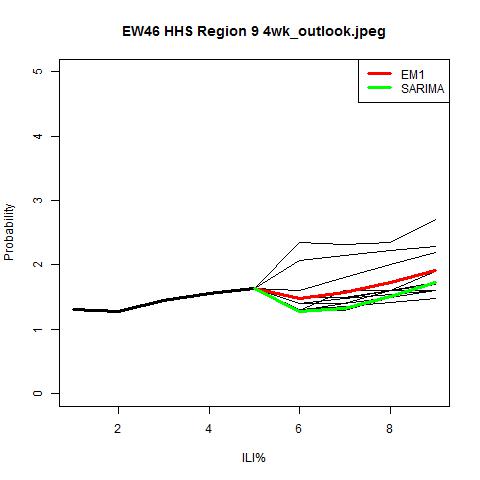 EW46 HHS Region 9 4wk_outlook.jpeg
EM1
SARIMA
5
4
3
2
1
0
Probability
2 4 6 8
ILI%